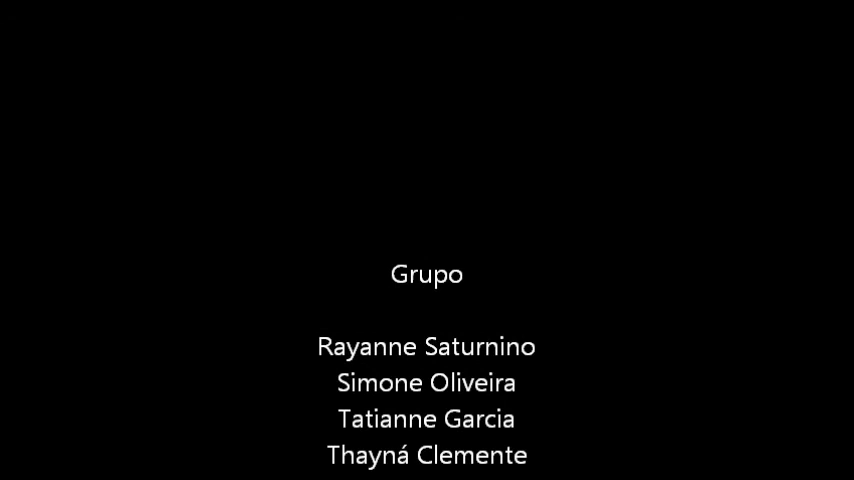 Grupo
Rayanne Saturnino
Simone Oliveira
Tatianne Garcia
Thayná Clemente